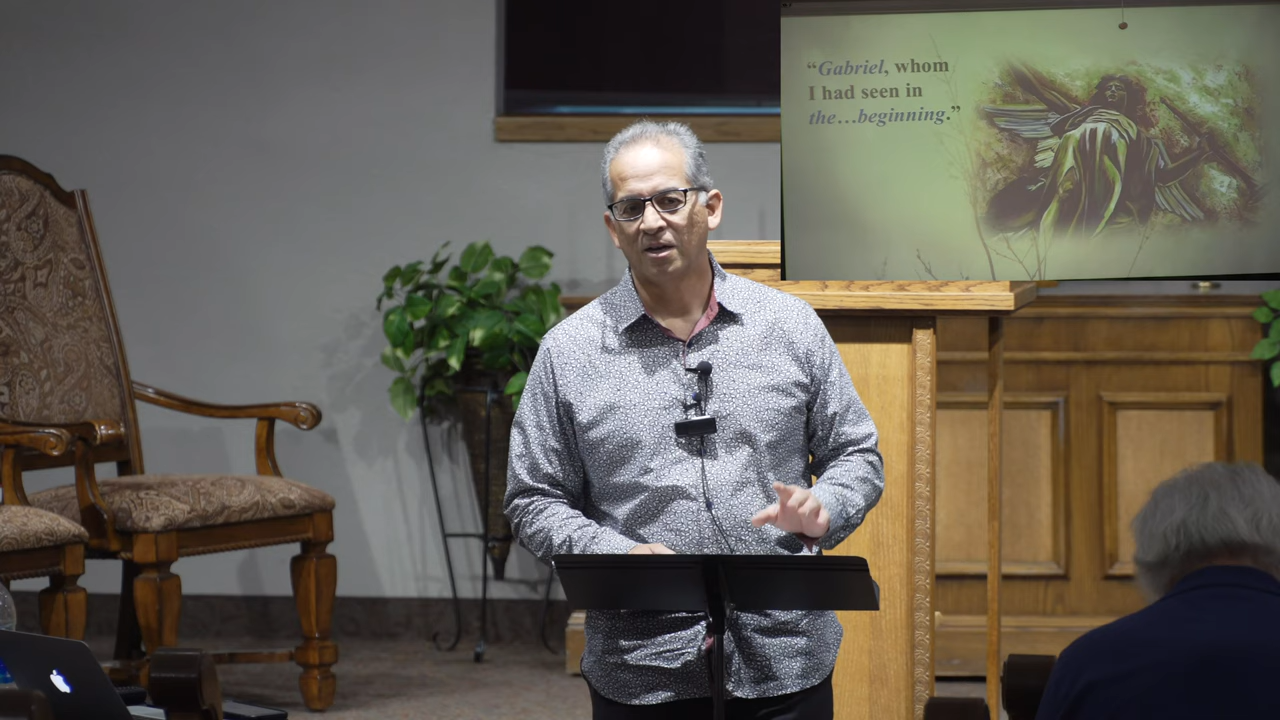 “Gabriel, whom
I had seen in
the…beginning.”